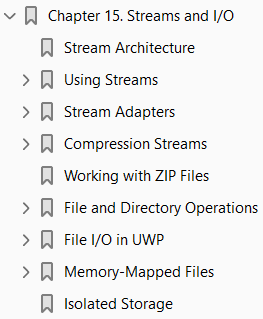 Chapter 15. Streams and I/O
Stream Architecture
Using Streams
Stream Adapters
Compression Streams
Working with ZIP Files
File and Directory Operations
File I/O in UWP
Memory-Mapped Files
Isolated Storage